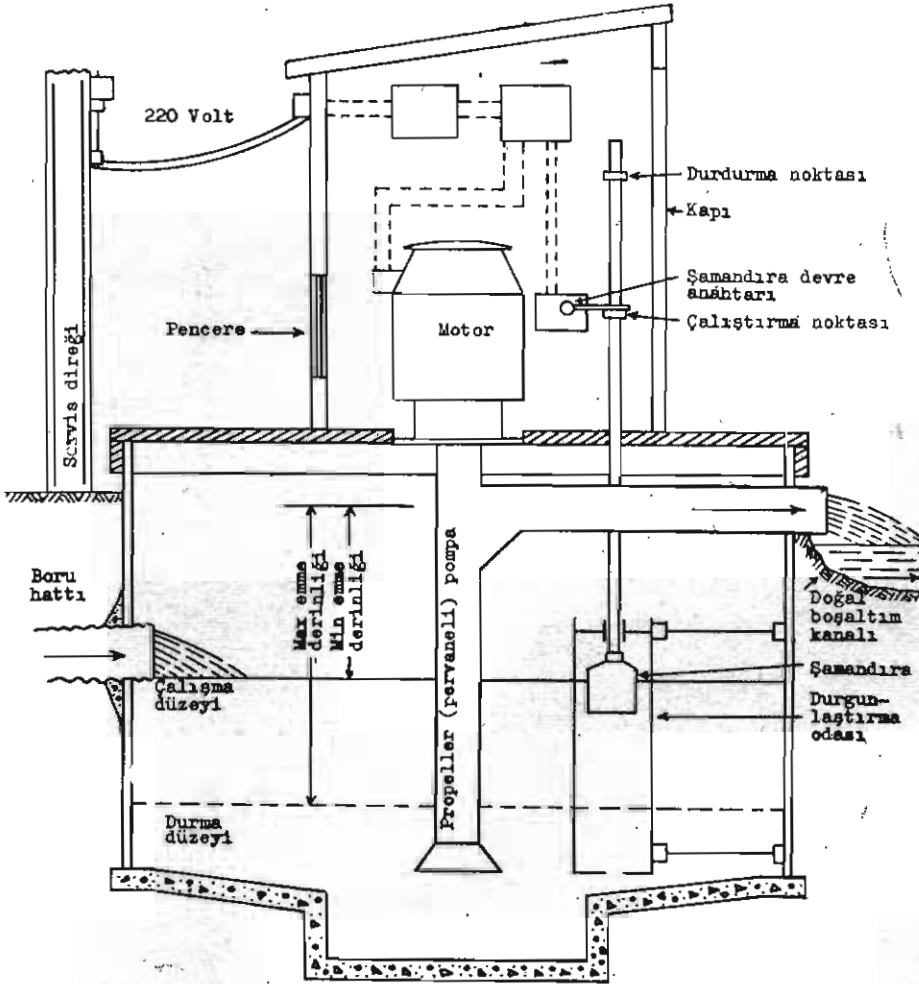 220 Volt
Durdurma noktası
Kapı
Şamandıra devre
anahtarı
Çalıştırma noktası
Pencere
Motor
Servis direği
Boru
hattı
Max emme
derinliği
Min emme
derinliği
Propeller (pervaneli) pompa
Doğal
boşaltım
kanalı
Şamandıra
Çalışma
düzeyi
Durgun-
laştırma
odası
Durma
düzeyi